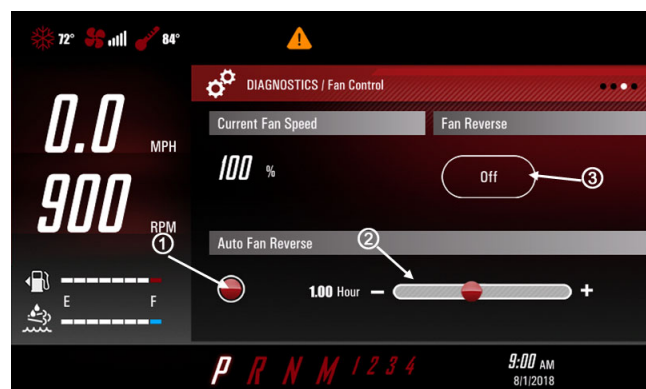 72° 84°
DIAGNOSTICS / Fan Control
Current Fan Speed Fan Reverse
0.0 MPH
100 % Off 3
900 RPM
1 Auto Fan Reverse 2
E F
1.00 Hour − +
P R N M 1 2 3 4
9:00 AM
8/1/2018